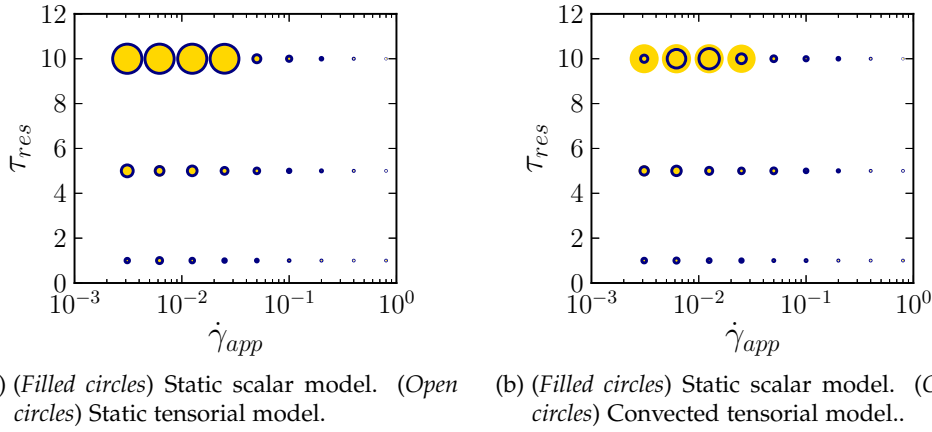 12
10
8
6
4
2
0
τres
10⁻³ 10⁻² 10⁻¹ 10⁰
γ̇app
12
10
8
6
4
2
0
τres
10⁻³ 10⁻² 10⁻¹ 10⁰
γ̇app
) (Filled circles) Static scalar model. (Open
circles) Static tensorial model.
(b) (Filled circles) Static scalar model. (
circles) Convected tensorial model..